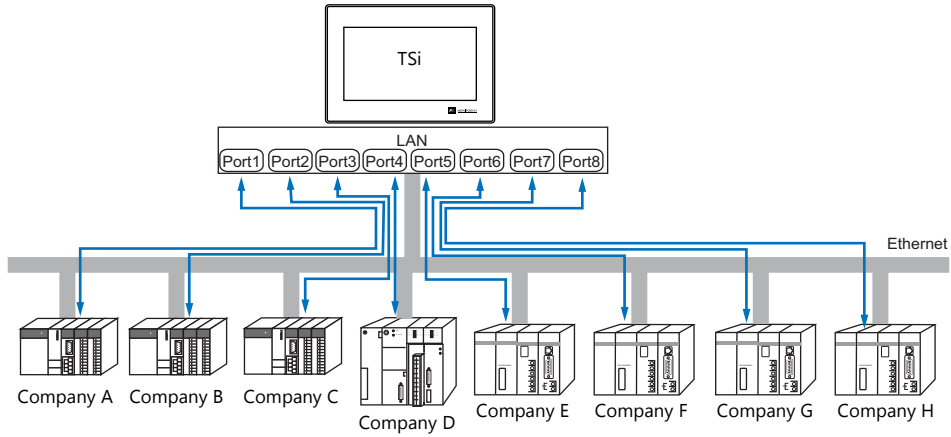 TSi
MONITOUCH
LAN
Port1 Port2 Port3 Port4 Port5 Port6 Port7 Port8
Ethernet
Company A Company B Company C Company D Company E Company F Company G Company H